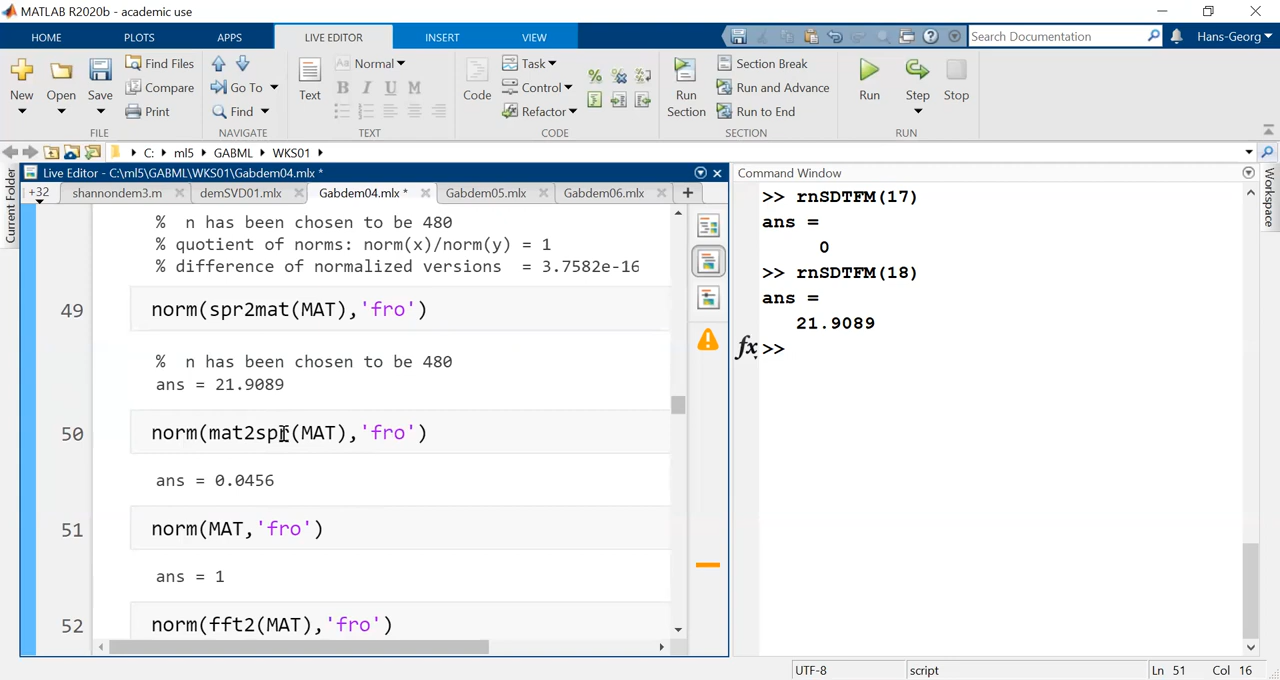 MATLAB R2020b - academic use
HOME PLOTS APPS LIVE EDITOR INSERT VIEW Search Documentation Hans-Georg
New Open Save Find Files Compare Print
FILE
Go To Find
NAVIGATE
Text Aa Normal B I U M
TEXT
Code Task Control Refactor
CODE
Run Section Section Break Run and Advance Run to End
SECTION
Run Step Stop
RUN
C: ml5 GABML WKS01
Current Folder
Live Editor - C:\ml5\GABML\WKS01\Gabdem04.mlx *
+32 shannondem3.m demSVD01.mlx Gabdem04.mlx * Gabdem05.mlx Gabdem06.mlx
% n has been chosen to be 480
% quotient of norms: norm(x)/norm(y) = 1
% difference of normalized versions = 3.7582e-16
49 norm(spr2mat(MAT),'fro')
% n has been chosen to be 480
ans = 21.9089
50 norm(mat2spr(MAT),'fro')
ans = 0.0456
51 norm(MAT,'fro')
ans = 1
52 norm(fft2(MAT),'fro')
Command Window
>> rnSDTFM(17)
ans =
0
>> rnSDTFM(18)
ans =
21.9089
fx >>
Workspace
UTF-8 script Ln 51 Col 16